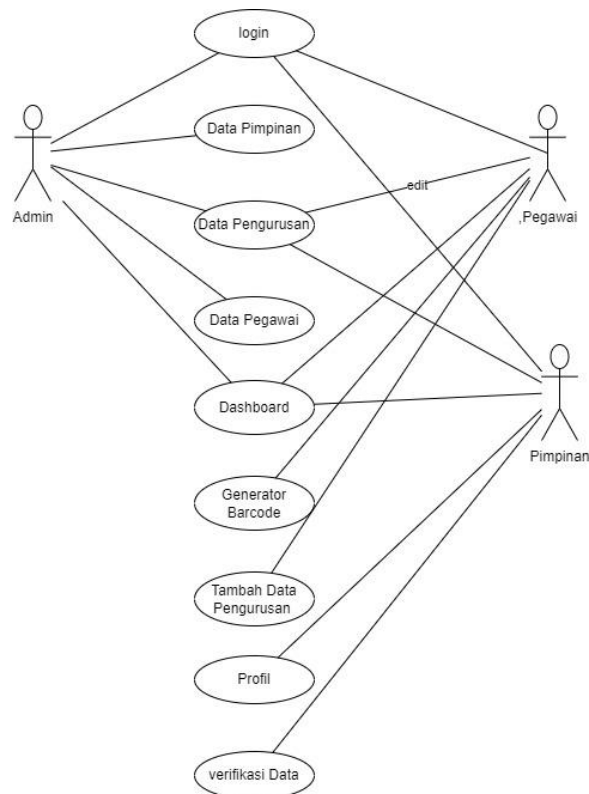 login
Data Pimpinan
Admin
edit
Data Pengurusan
,Pegawai
Data Pegawai
Dashboard
Pimpinan
Generator
Barcode
Tambah Data
Pengurusan
Profil
verifikasi Data